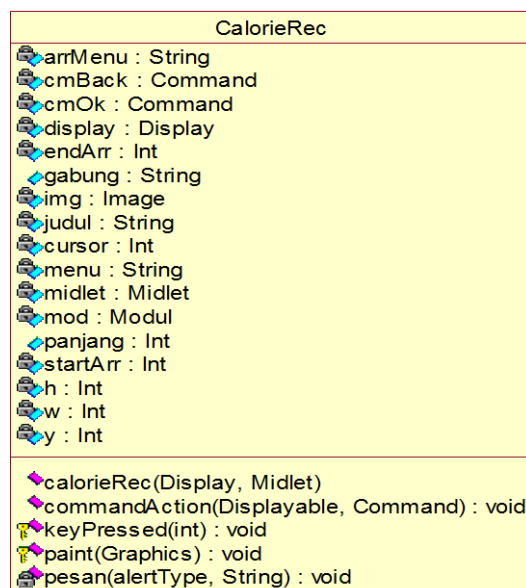 CalorieRec
arrMenu : String
cmBack : Command
cmOk : Command
display : Display
endArr : Int
gabung : String
img : Image
judul : String
cursor : Int
menu : String
midlet : Midlet
mod : Modul
panjang : Int
startArr : Int
h : Int
w : Int
y : Int
calorieRec(Display, Midlet)
commandAction(Displayable, Command) : void
keyPressed(int) : void
paint(Graphics) : void
pesan(alertType, String) : void